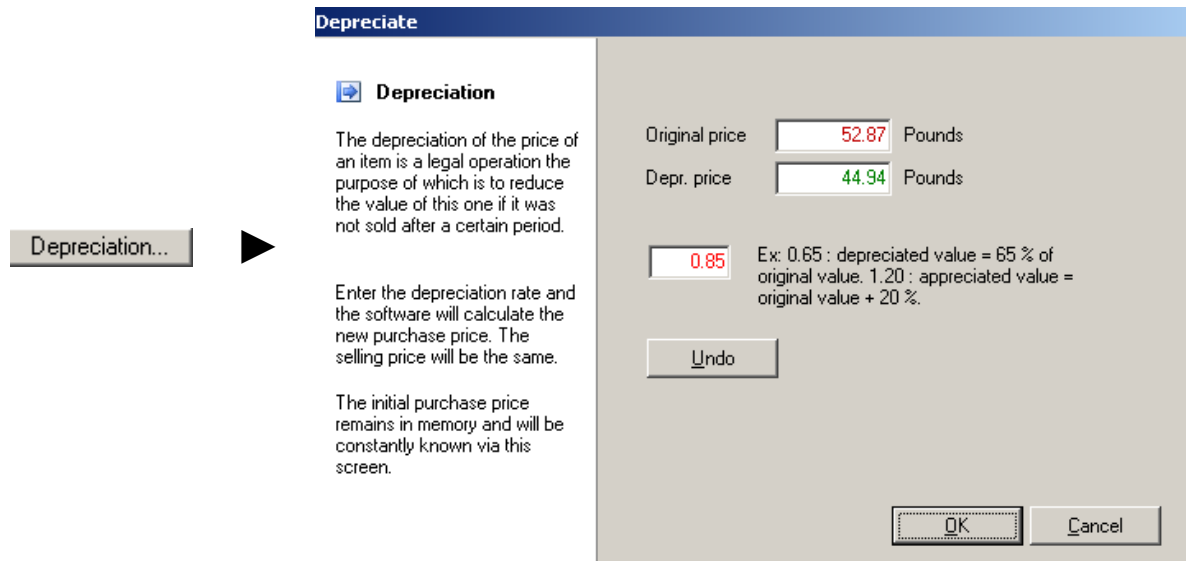 Depreciate
Depreciation...
Depreciation
The depreciation of the price of
an item is a legal operation the
purpose of which is to reduce
the value of this one if it was
not sold after a certain period.
Enter the depreciation rate and
the software will calculate the
new purchase price. The
selling price will be the same.
The initial purchase price
remains in memory and will be
constantly known via this
screen.
Original price 52.87 Pounds
Depr. price 44.94 Pounds
0.85
Ex: 0.65 : depreciated value = 65 % of
original value. 1.20 : appreciated value =
original value + 20 %.
Undo
OK Cancel